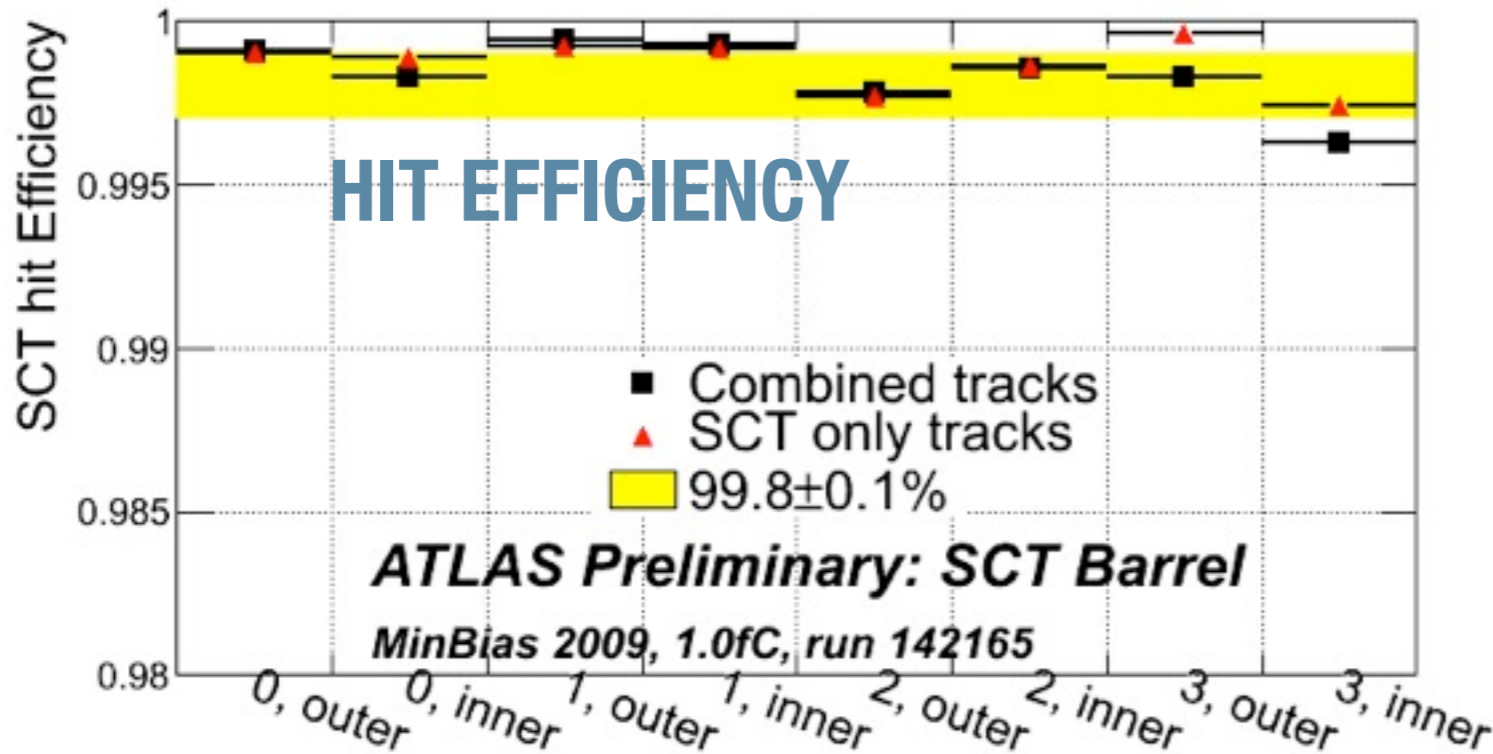 SCT hit Efficiency
1
0.995
0.99
0.985
0.98
HIT EFFICIENCY
Combined tracks
SCT only tracks
99.8±0.1%
ATLAS Preliminary: SCT Barrel
MinBias 2009, 1.0fC, run 142165
0, outer
0, inner
1, outer
1, inner
2, outer
2, inner
3, outer
3, inner